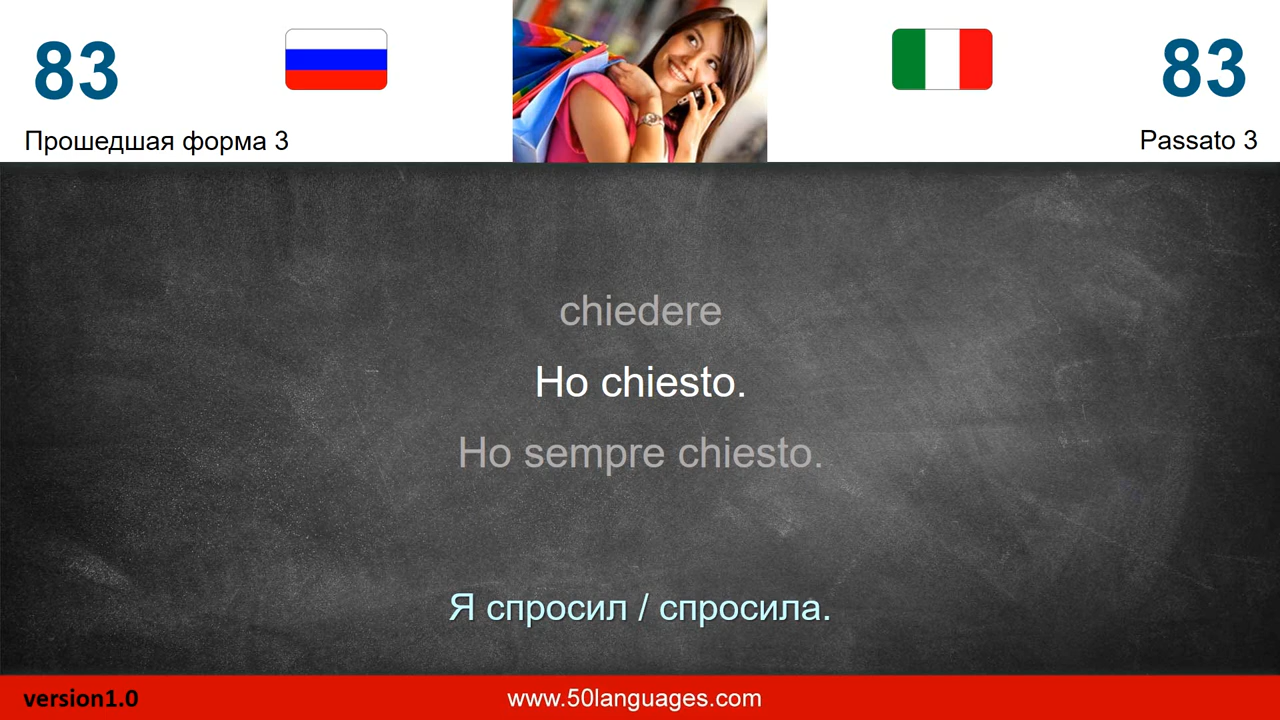 83
83
Прошедшая форма 3
Passato 3
chiedere
Ho chiesto.
Ho sempre chiesto.
Я спросил / спросила.
version1.0
www.50languages.com